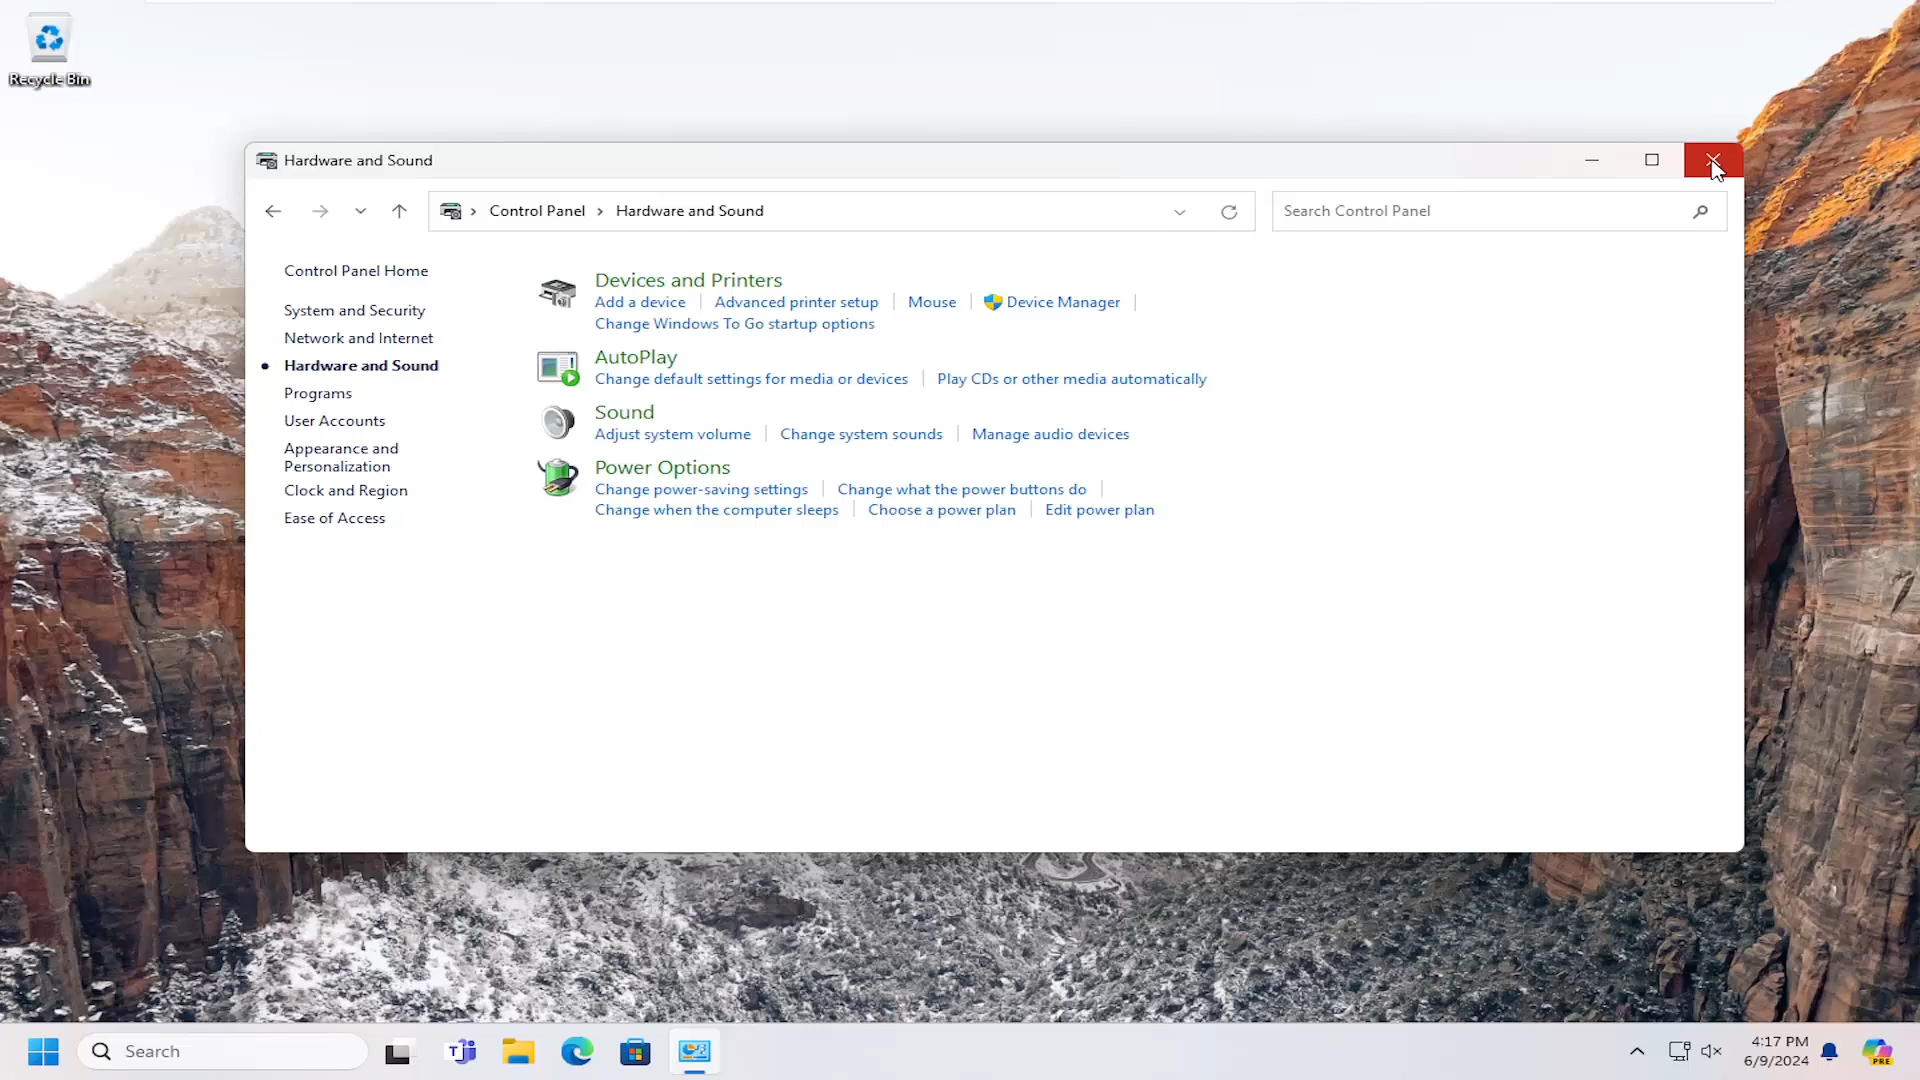 Recycle Bin
Hardware and Sound
Control Panel
Hardware and Sound
Search Control Panel
Control Panel Home
System and Security
Network and Internet
Hardware and Sound
Programs
User Accounts
Appearance and
Personalization
Clock and Region
Ease of Access
Devices and Printers
Add a device
Advanced printer setup
Mouse
Device Manager
Change Windows To Go startup options
AutoPlay
Change default settings for media or devices
Play CDs or other media automatically
Sound
Adjust system volume
Change system sounds
Manage audio devices
Power Options
Change power-saving settings
Change what the power buttons do
Change when the computer sleeps
Choose a power plan
Edit power plan
Search
4:17 PM
6/9/2024
PRE